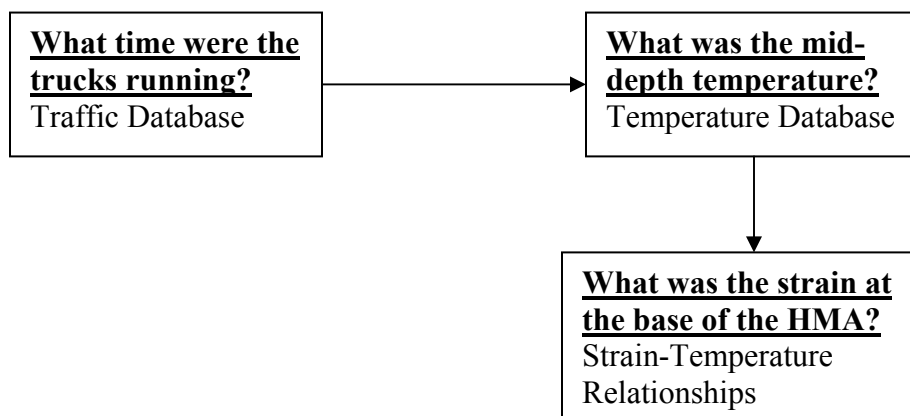 What time were the
trucks running?
Traffic Database
What was the mid-
depth temperature?
Temperature Database
What was the strain at
the base of the HMA?
Strain-Temperature
Relationships